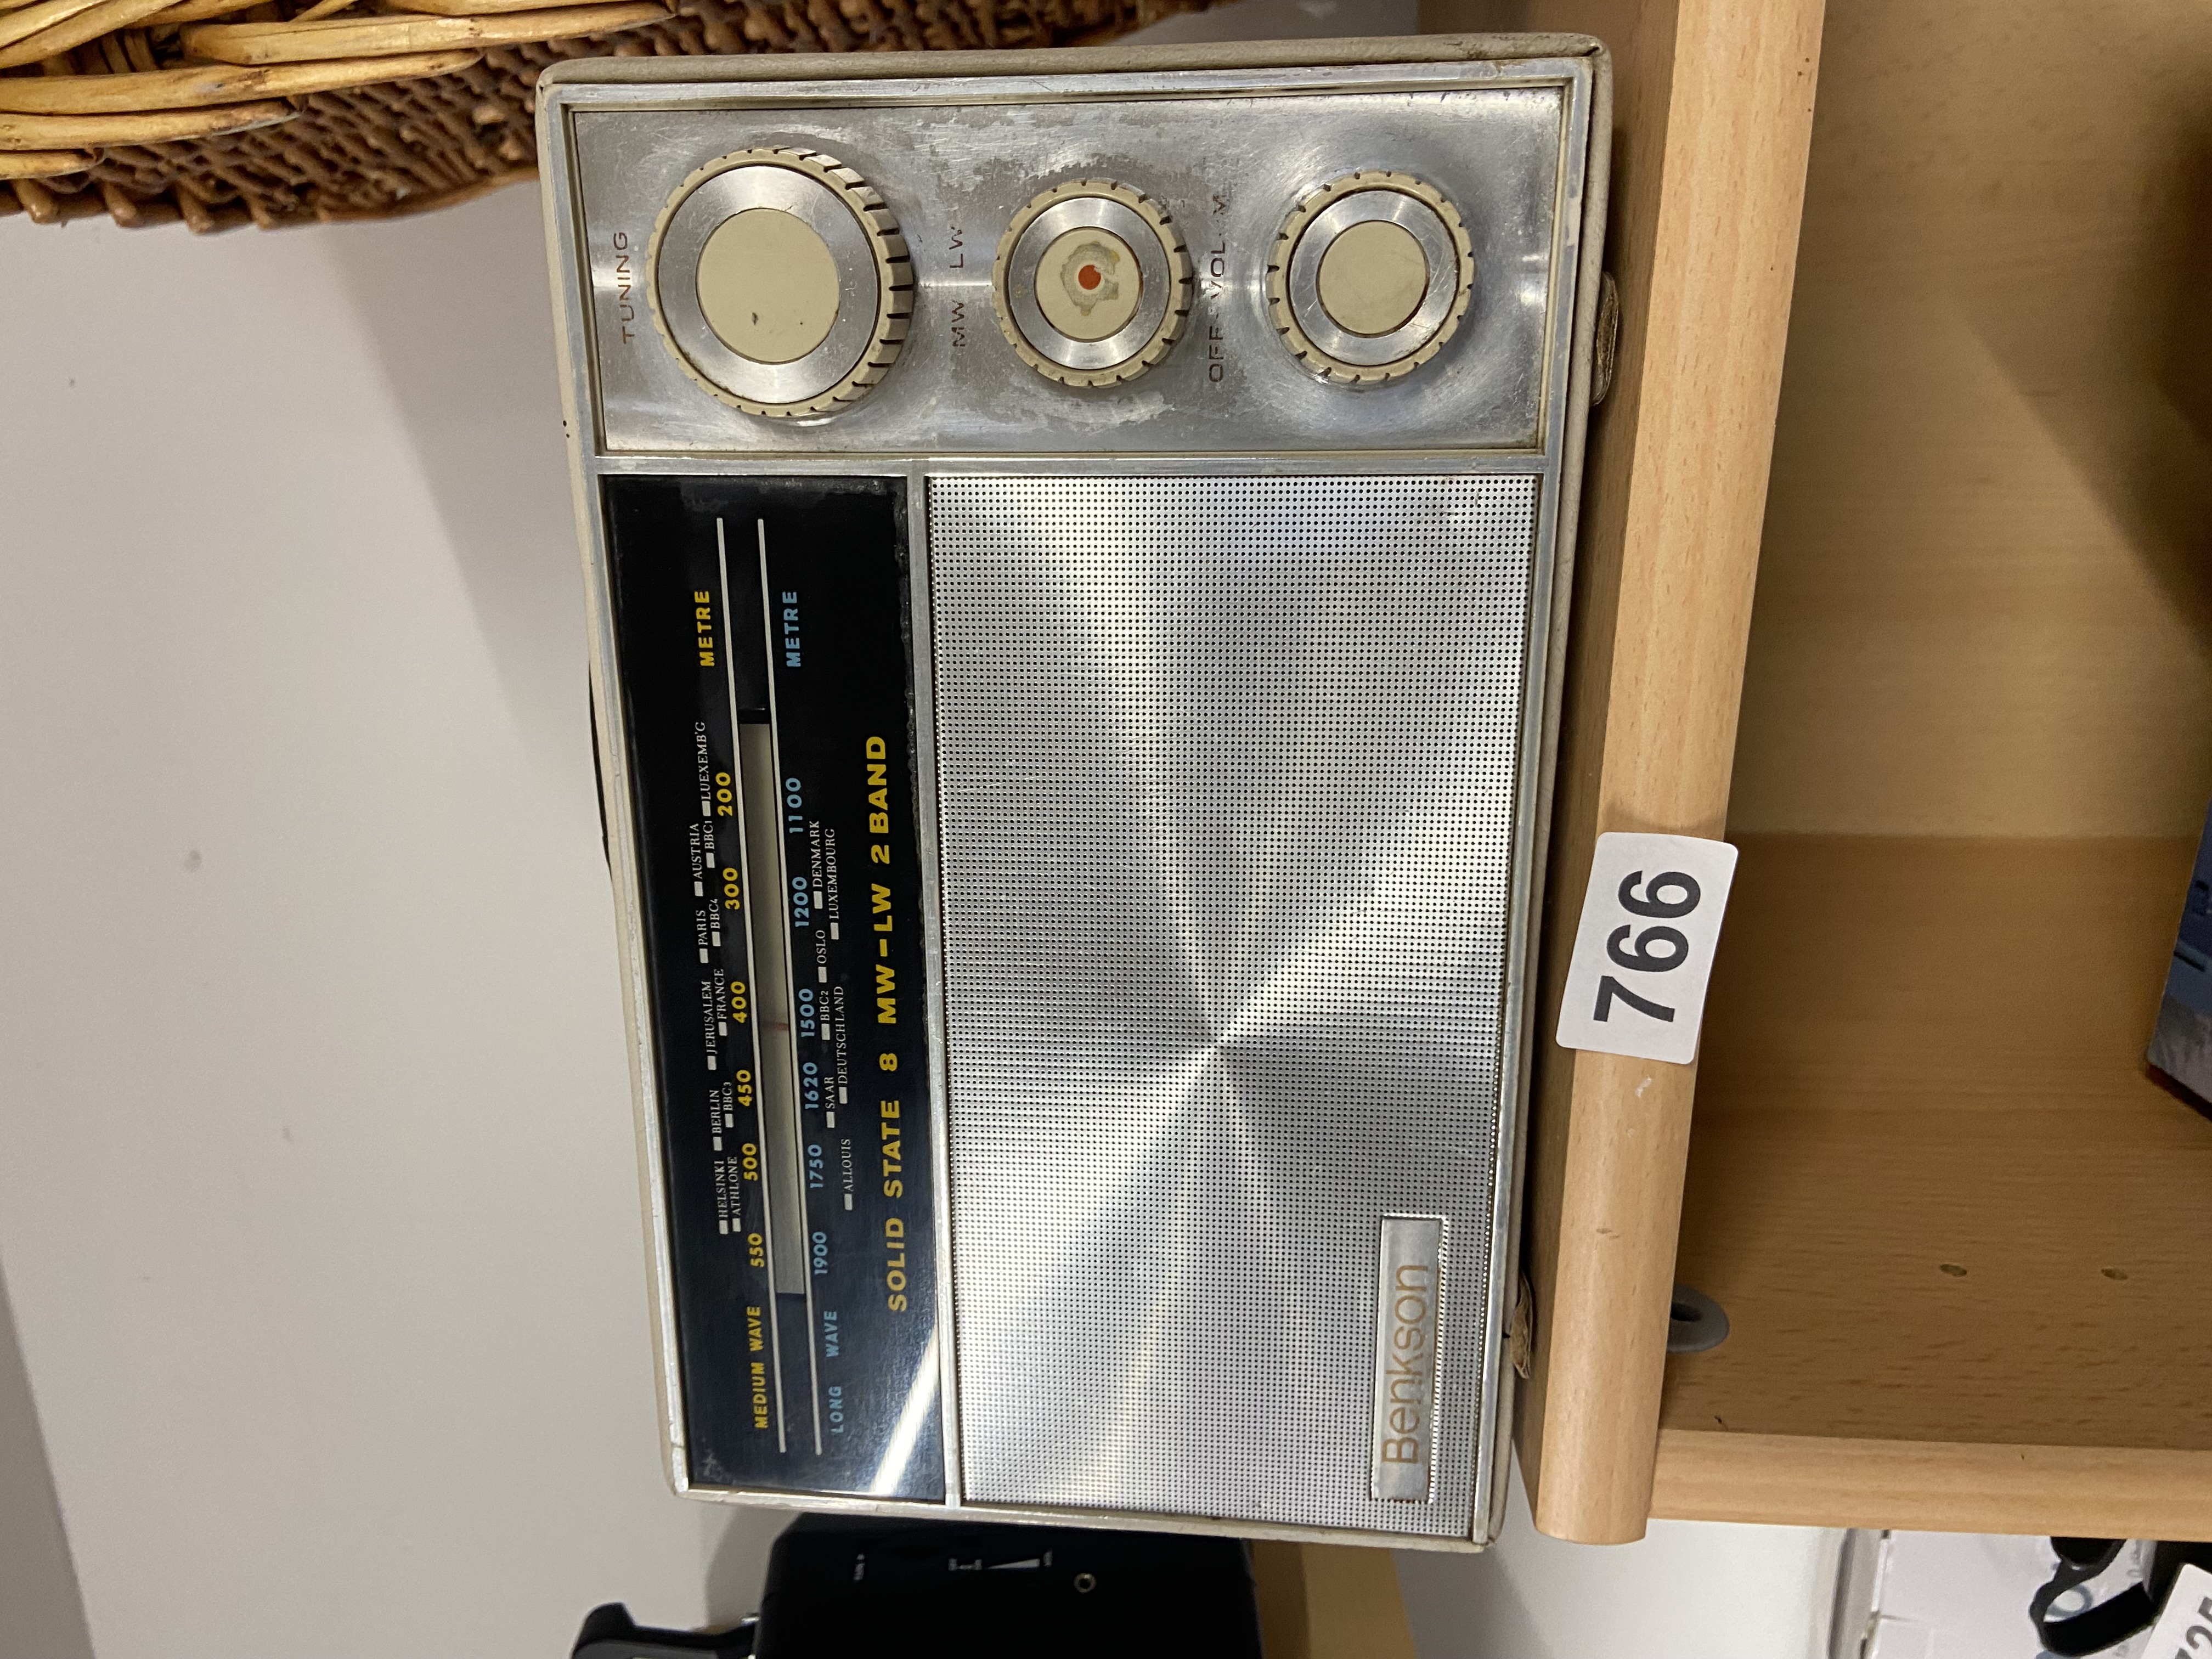 TUNING
MW LW
OFF-VOL
METRE
HELSINKI BERLIN JERUSALEM PARIS AUSTRIA LUEXEMB'G
ATHLONE BBC3 FRANCE BBC4 BBC1
MEDIUM WAVE 550 500 450 400 300 200
LONG WAVE 1900 1750 1620 1500 1200 1100 METRE
SAAR BBC2 OSLO DENMARK
ALLOUIS DEUTSCHLAND LUXEMBOURG
SOLID STATE 8 MW-LW 2 BAND
Benkson
766